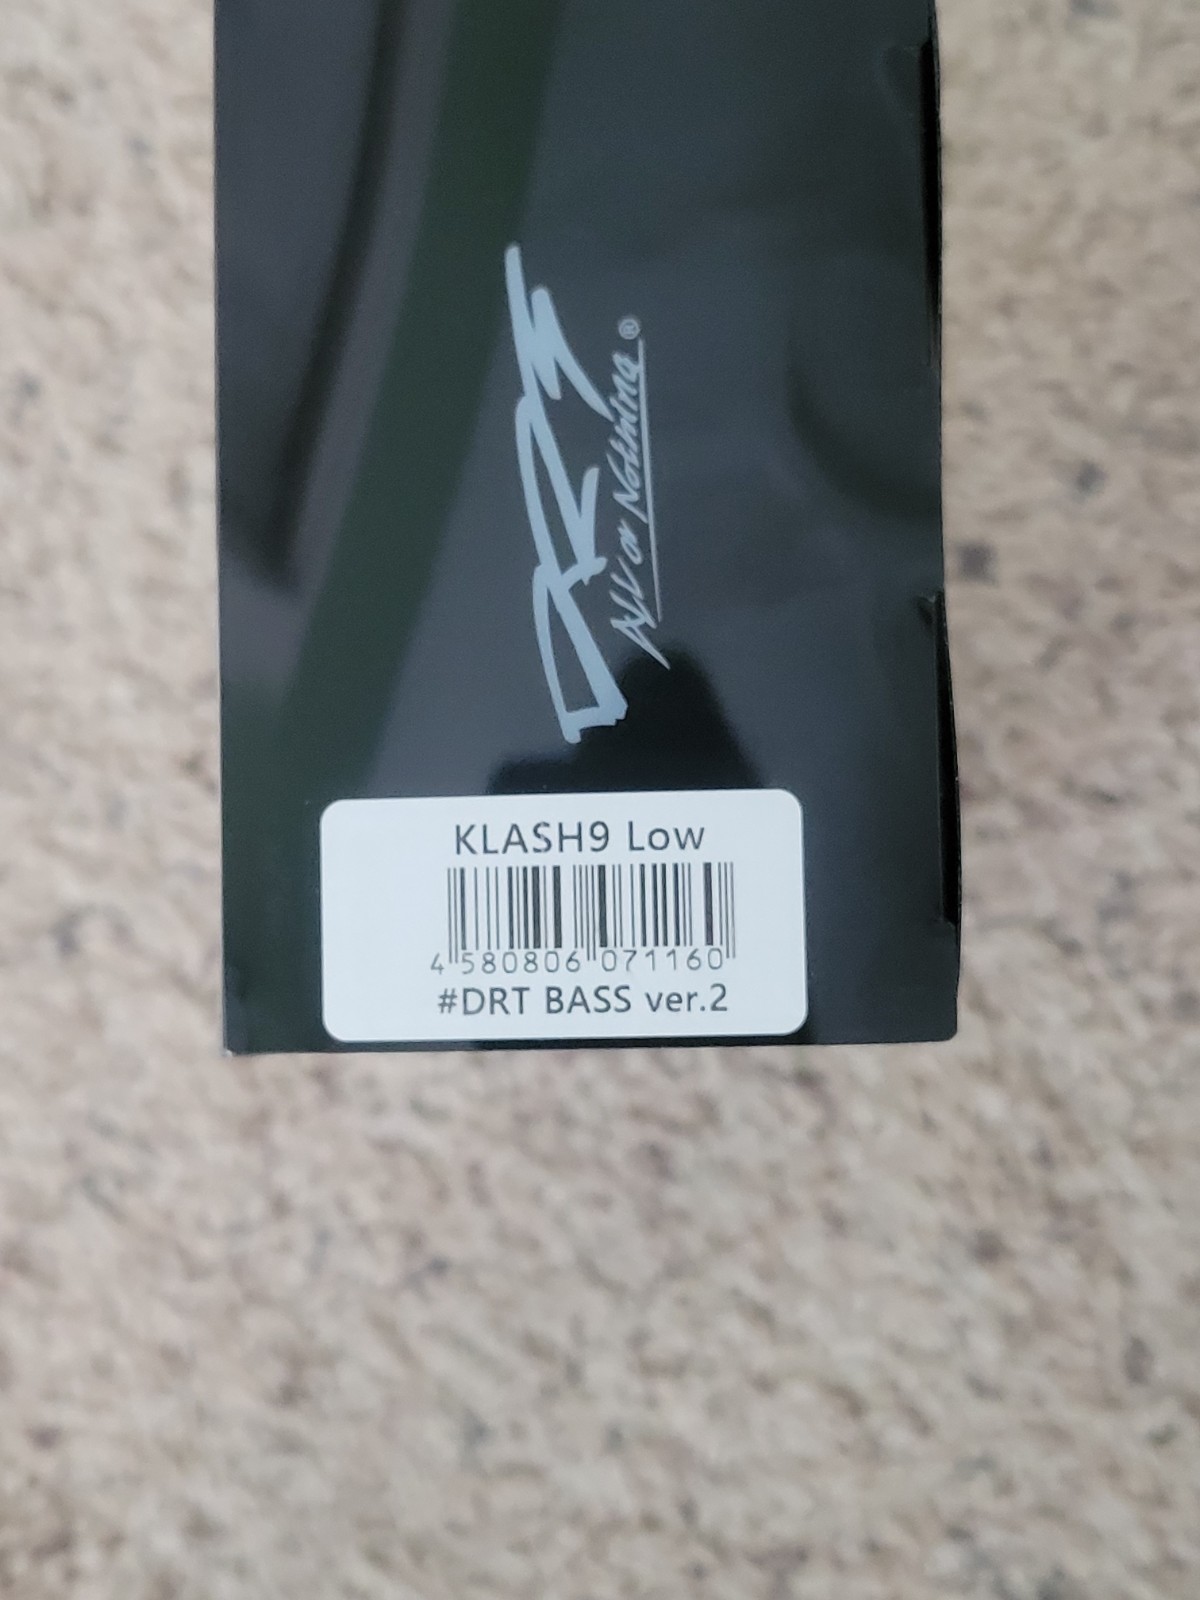 DRT
All or Nothing®
KLASH9 Low
4 580806 071160
#DRT BASS ver.2